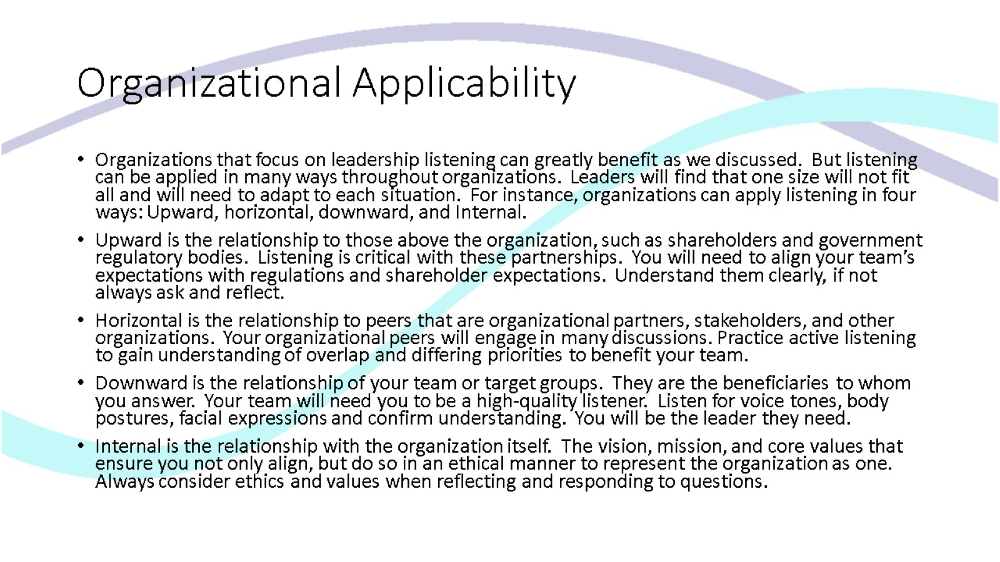 Organizational Applicability
• Organizations that focus on leadership listening can greatly benefit as we discussed.  But listening
can be applied in many ways throughout organizations.  Leaders will find that one size will not fit
all and will need to adapt to each situation.  For instance, organizations can apply listening in four
ways: Upward, horizontal, downward, and Internal.
• Upward is the relationship to those above the organization, such as shareholders and government
regulatory bodies.  Listening is critical with these partnerships.  You will need to align your team’s
expectations with regulations and shareholder expectations.  Understand them clearly, if not
always ask and reflect.
• Horizontal is the relationship to peers that are organizational partners, stakeholders, and other
organizations.  Your organizational peers will engage in many discussions. Practice active listening
to gain understanding of overlap and differing priorities to benefit your team.
• Downward is the relationship of your team or target groups.  They are the beneficiaries to whom
you answer.  Your team will need you to be a high-quality listener.  Listen for voice tones, body
postures, facial expressions and confirm understanding.  You will be the leader they need.
• Internal is the relationship with the organization itself.  The vision, mission, and core values that
ensure you not only align, but do so in an ethical manner to represent the organization as one.
Always consider ethics and values when reflecting and responding to questions.